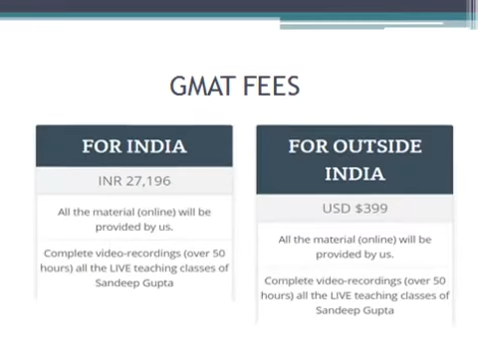 GMAT FEES
FOR INDIA
INR 27,196
All the material (online) will be
provided by us.
Complete video-recordings (over 50
hours) all the LIVE teaching classes of
Sandeep Gupta
FOR OUTSIDE
INDIA
USD $399
All the material (online) will be
provided by us.
Complete video-recordings (over 50
hours) all the LIVE teaching classes of
Sandeep Gupta